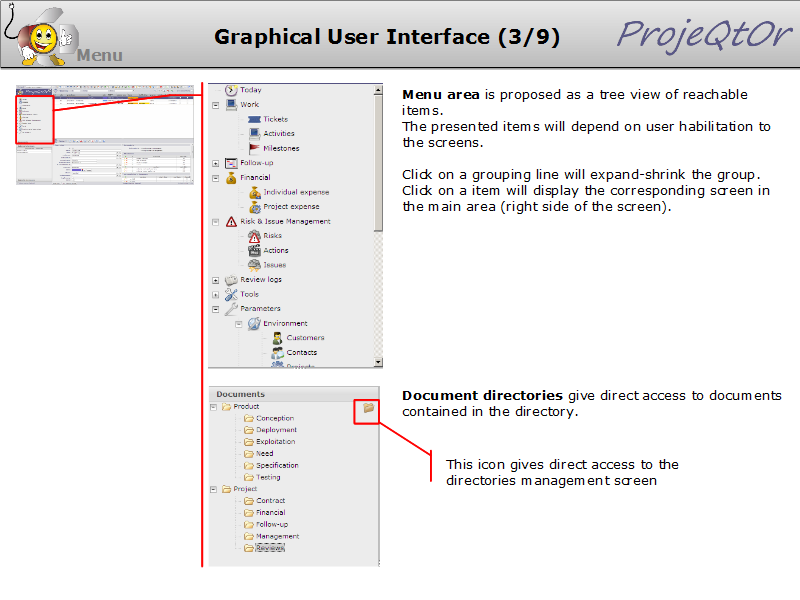 Menu
Graphical User Interface (3/9)
ProjeQtOr
Today
Work
Tickets
Activities
Milestones
Follow-up
Financial
Individual expense
Project expense
Risk & Issue Management
Risks
Actions
Issues
Review logs
Tools
Parameters
Environment
Customers
Contacts
Projects
Menu area is proposed as a tree view of reachable
items.
The presented items will depend on user habilitation to
the screens.
Click on a grouping line will expand-shrink the group.
Click on a item will display the corresponding screen in
the main area (right side of the screen).
Documents
Product
Conception
Deployment
Exploitation
Need
Specification
Testing
Project
Contract
Financial
Follow-up
Management
Reviews
Document directories give direct access to documents
contained in the directory.
This icon gives direct access to the
directories management screen